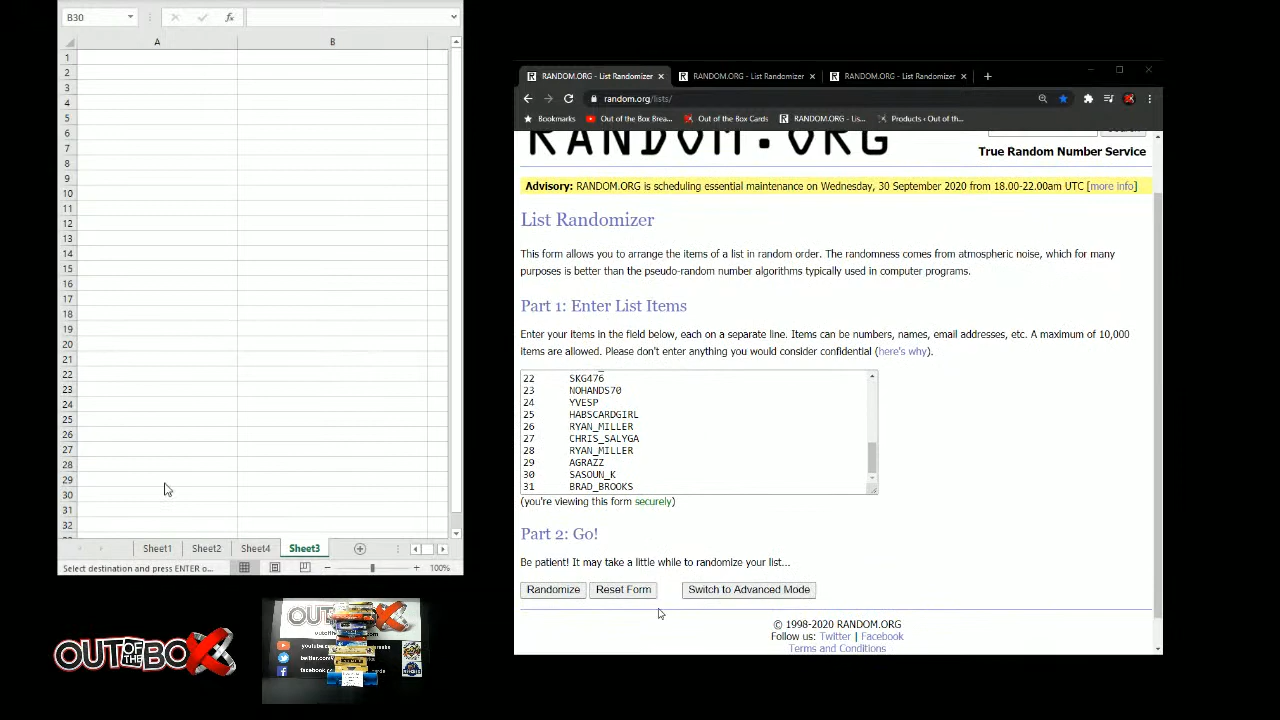 B30
fx
A B
1
2
3
4
5
6
7
8
9
10
11
12
13
14
15
16
17
18
19
20
21
22
23
24
25
26
27
28
29
30
31
32
Sheet1 Sheet2 Sheet4 Sheet3
Select destination and press ENTER o... 100%
OUT OF THE BOX
OUT OF THE BOX
RANDOM.ORG - List Randomizer RANDOM.ORG - List Randomizer RANDOM.ORG - List Randomizer
random.org/lists/
Bookmarks Out of the Box Brea... Out of the Box Cards RANDOM.ORG - Lis... Products ‹ Out of th...
RANDOM.ORG
True Random Number Service
Advisory: RANDOM.ORG is scheduling essential maintenance on Wednesday, 30 September 2020 from 18.00-22.00am UTC [more info]
List Randomizer
This form allows you to arrange the items of a list in random order. The randomness comes from atmospheric noise, which for many
purposes is better than the pseudo-random number algorithms typically used in computer programs.
Part 1: Enter List Items
Enter your items in the field below, each on a separate line. Items can be numbers, names, email addresses, etc. A maximum of 10,000
items are allowed. Please don't enter anything you would consider confidential (here's why).
22 SKG476
23 NOHANDS70
24 YVESP
25 HABSCARDGIRL
26 RYAN_MILLER
27 CHRIS_SALYGA
28 RYAN_MILLER
29 AGRAZZ
30 SASOUN_K
31 BRAD_BROOKS
(you're viewing this form securely)
Part 2: Go!
Be patient! It may take a little while to randomize your list...
Randomize Reset Form Switch to Advanced Mode
© 1998-2020 RANDOM.ORG
Follow us: Twitter | Facebook
Terms and Conditions